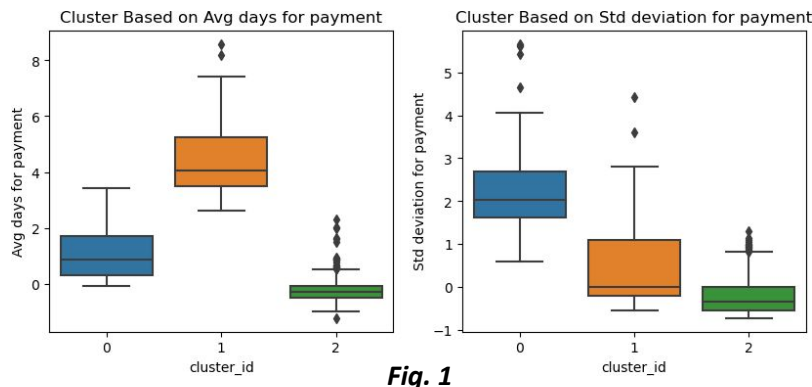 Cluster Based on Avg days for payment
Avg days for payment
8
6
4
2
0
0 1 2
cluster_id
Cluster Based on Std deviation for payment
Std deviation for payment
5
4
3
2
1
0
−1
0 1 2
cluster_id
Fig. 1